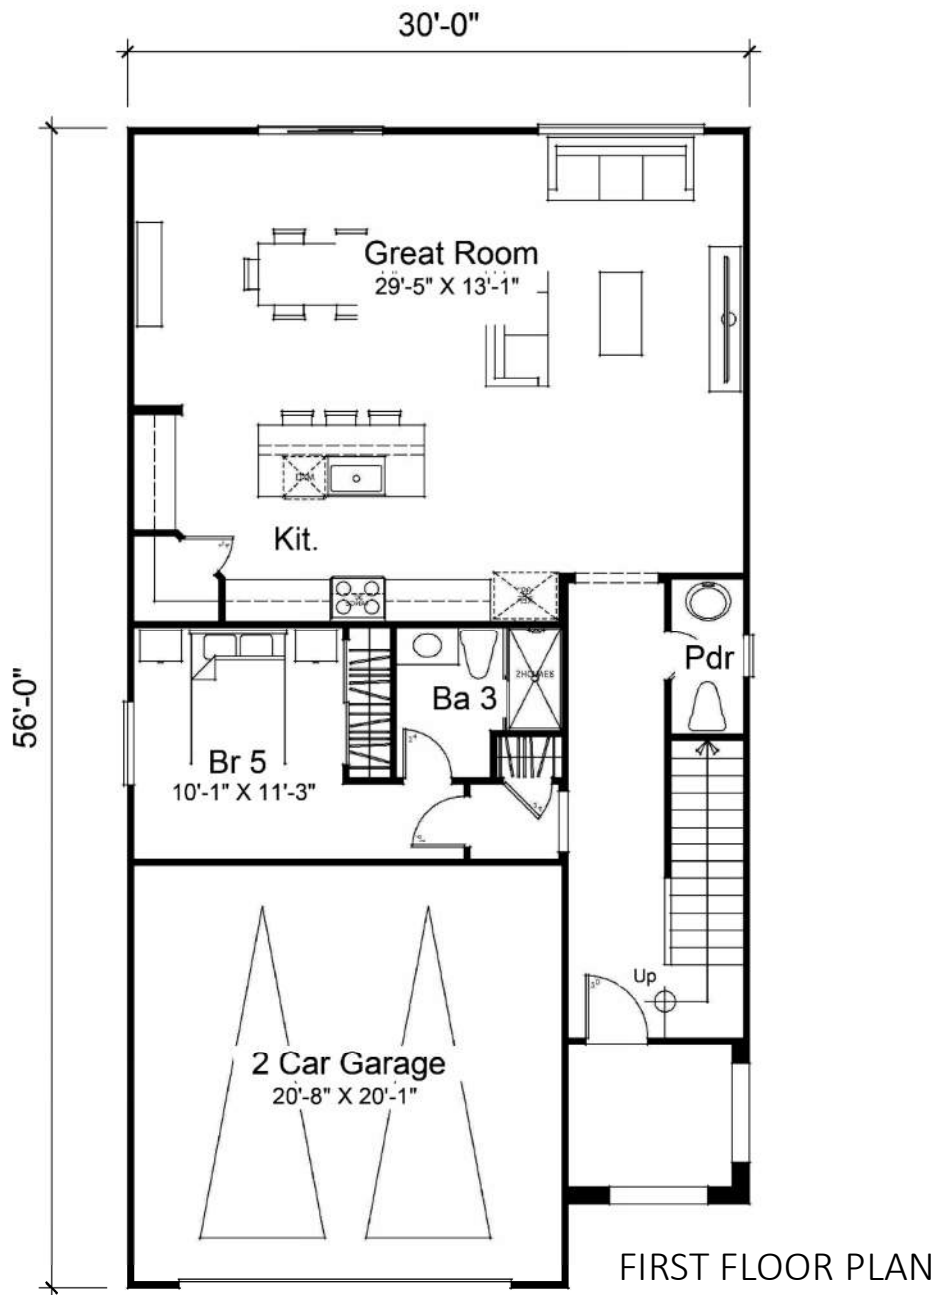 30'-0"
Great Room
29'-5" X 13'-1"
Kit.
56'-0"
Pdr
Ba 3
Br 5
10'-1" X 11'-3"
Up
2 Car Garage
20'-8" X 20'-1"
FIRST FLOOR PLAN